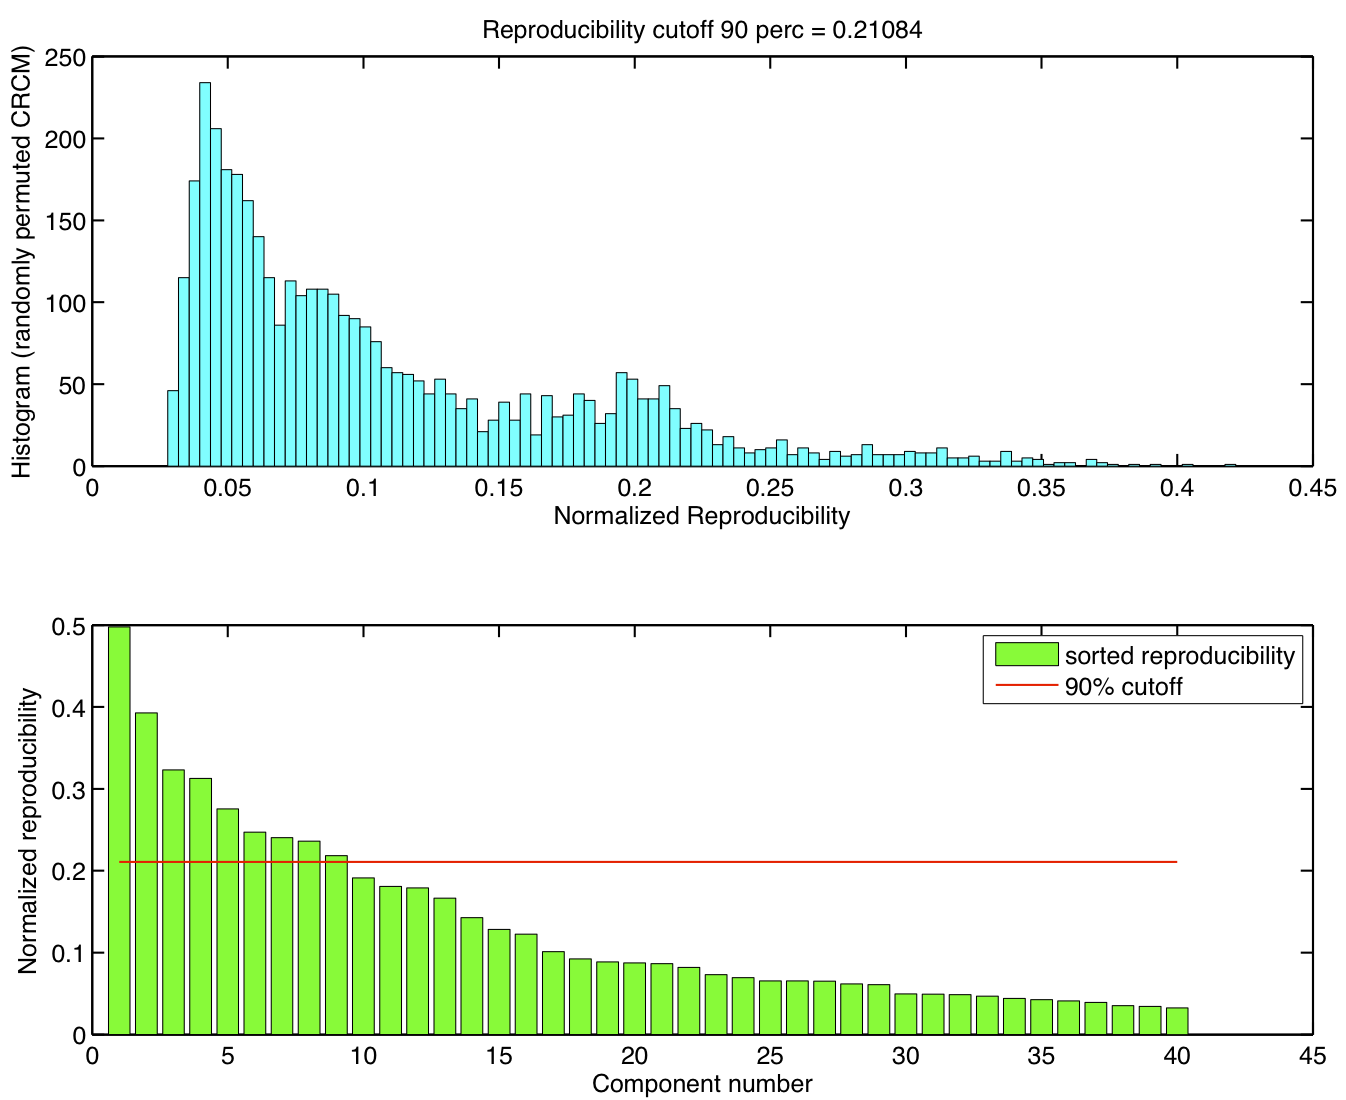 Reproducibility cutoff 90 perc = 0.21084
Histogram (randomly permuted CRCM)
250
200
150
100
50
0
0 0.05 0.1 0.15 0.2 0.25 0.3 0.35 0.4 0.45
Normalized Reproducibility
Normalized reproducibility
0.5
0.4
0.3
0.2
0.1
0
sorted reproducibility
90% cutoff
0 5 10 15 20 25 30 35 40 45
Component number